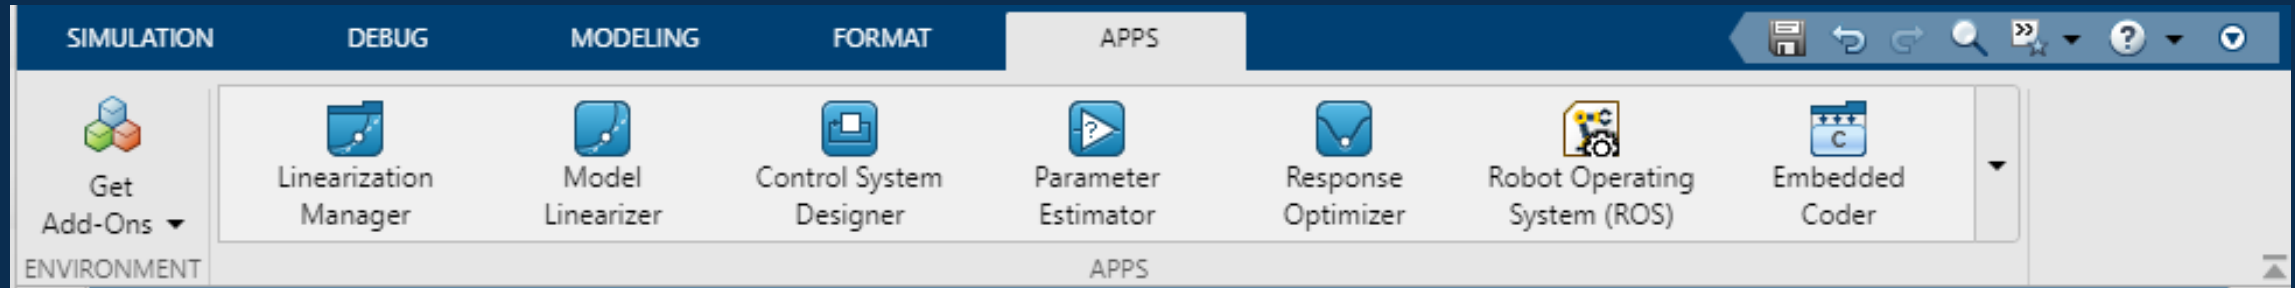 SIMULATION DEBUG MODELING FORMAT APPS
Get
Add-Ons
Linearization
Manager
Model
Linearizer
Control System
Designer
Parameter
Estimator
Response
Optimizer
Robot Operating
System (ROS)
Embedded
Coder
ENVIRONMENT APPS